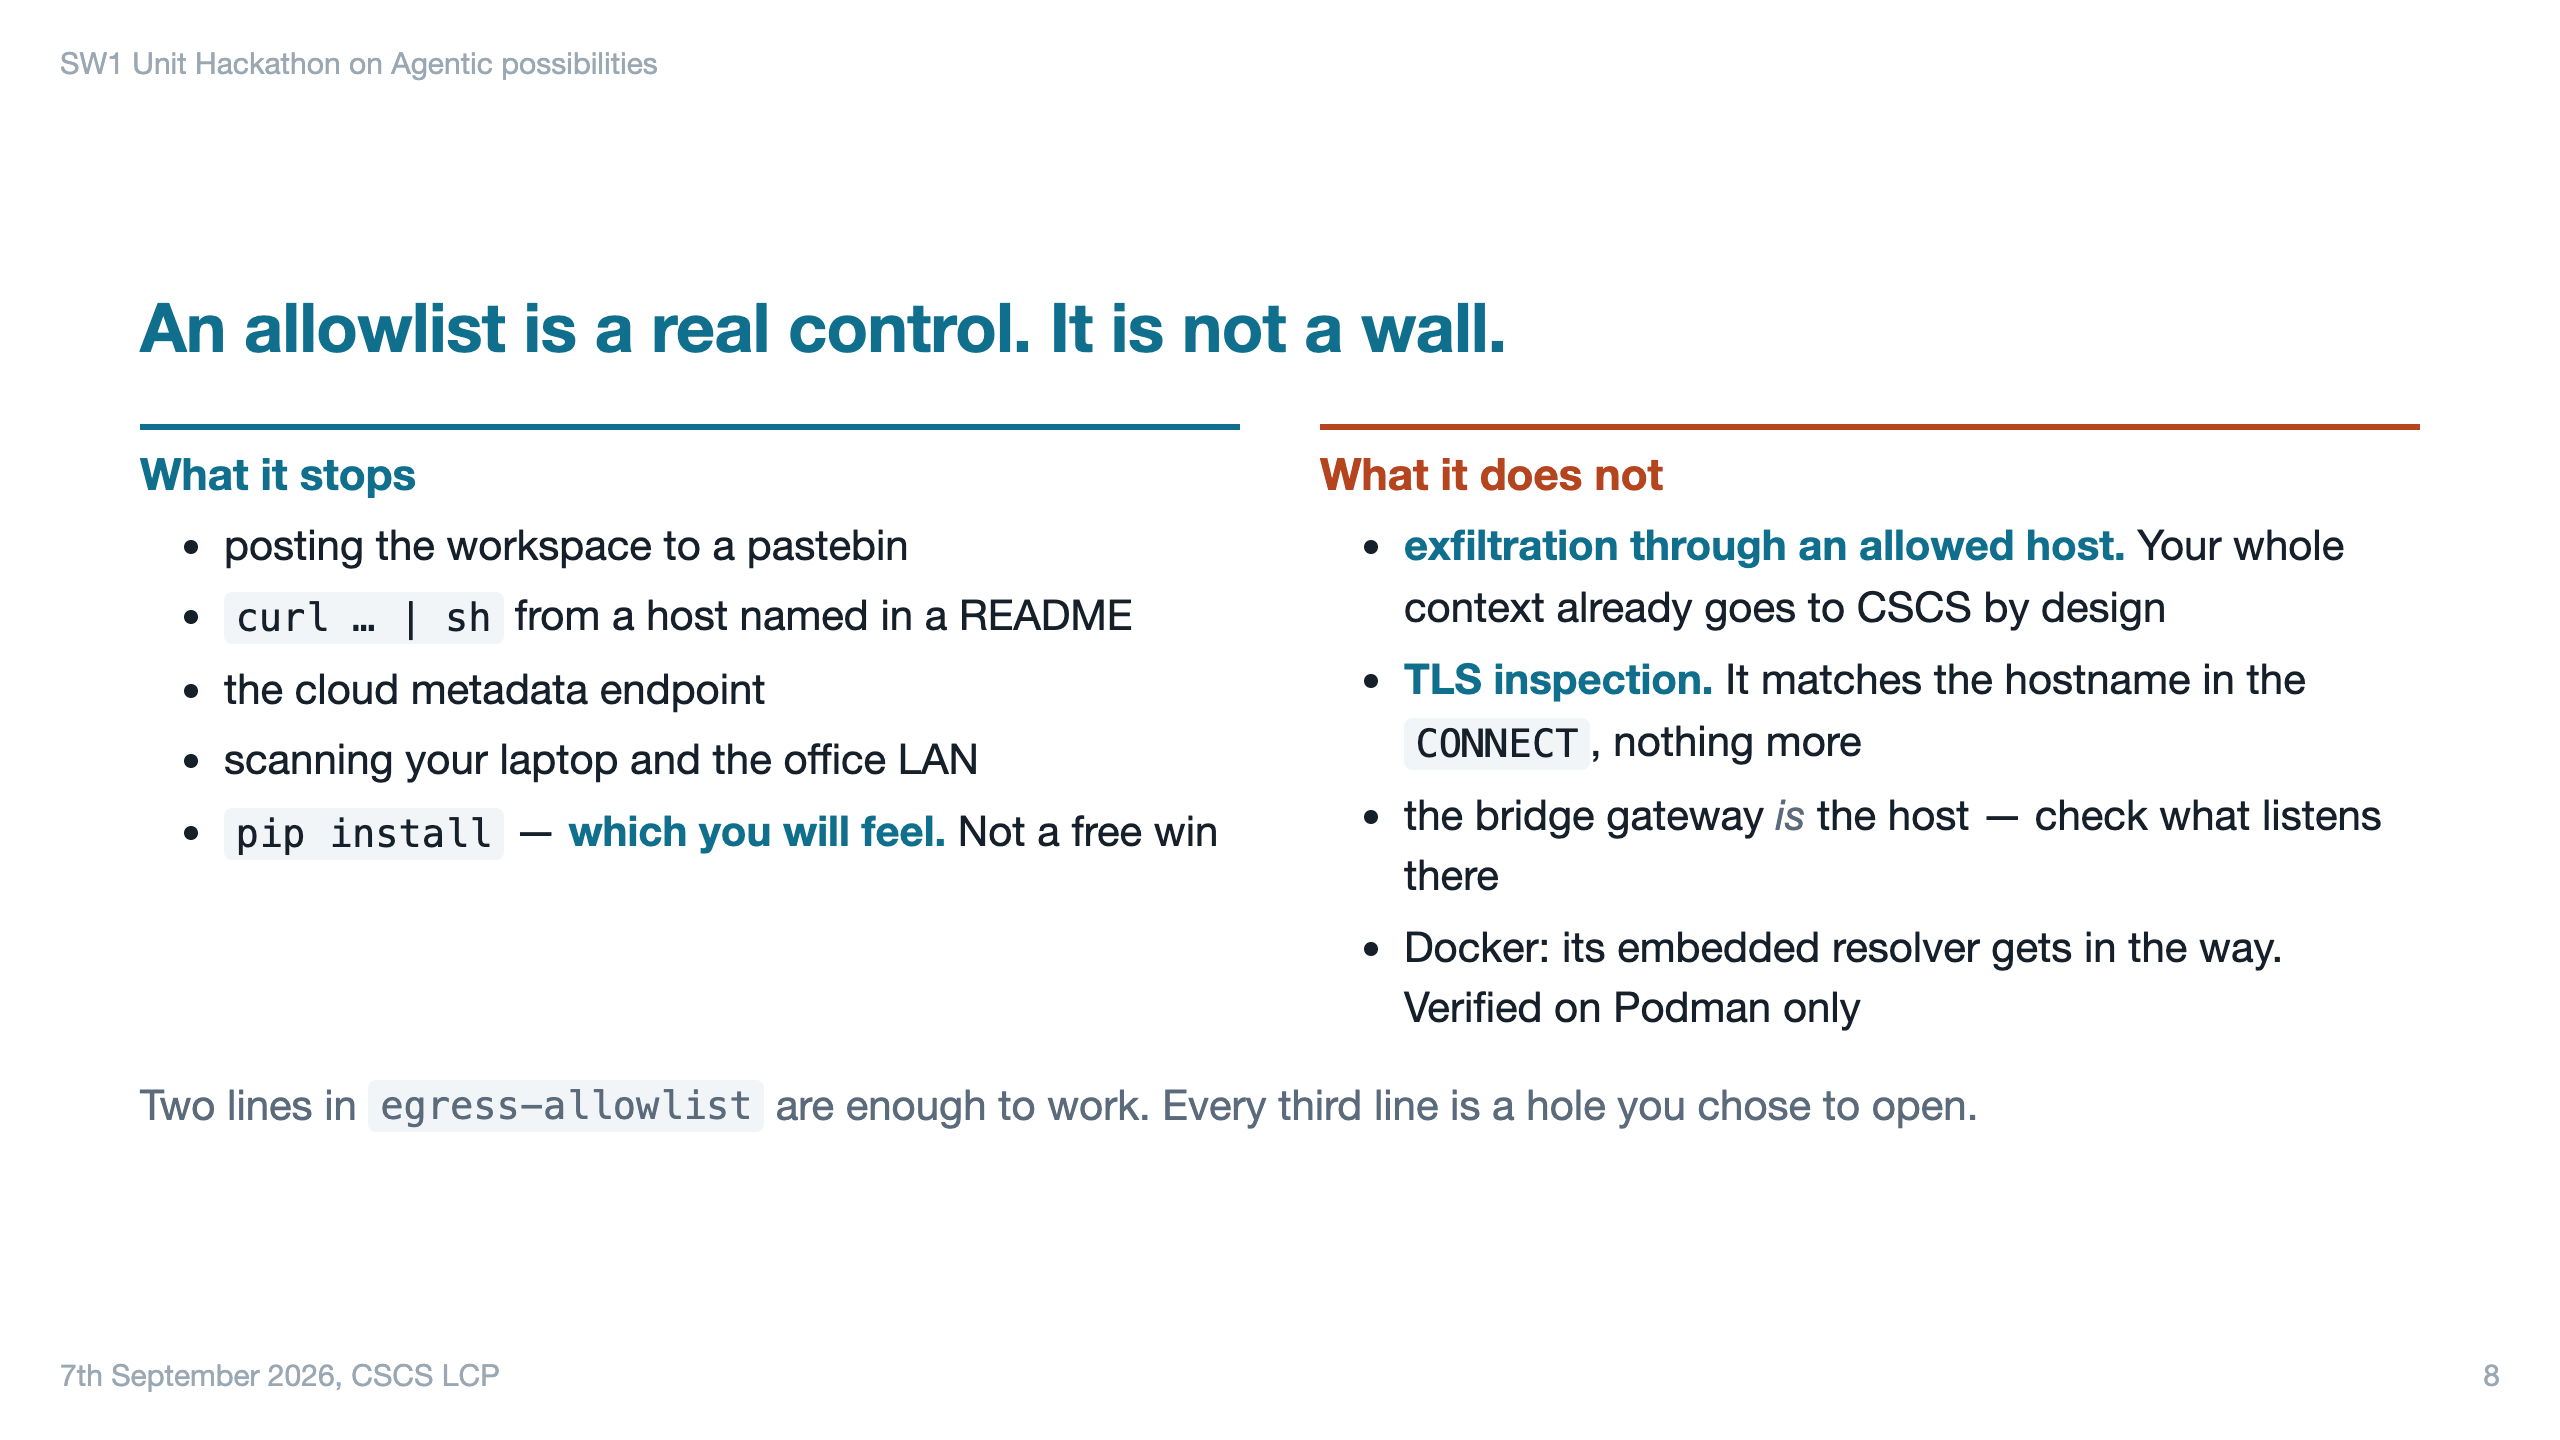 SW1 Unit Hackathon on Agentic possibilities
An allowlist is a real control. It is not a wall.
What it stops
• posting the workspace to a pastebin
• curl … | sh from a host named in a README
• the cloud metadata endpoint
• scanning your laptop and the office LAN
• pip install — which you will feel. Not a free win
What it does not
• exfiltration through an allowed host. Your whole
context already goes to CSCS by design
• TLS inspection. It matches the hostname in the
CONNECT, nothing more
• the bridge gateway is the host — check what listens
there
• Docker: its embedded resolver gets in the way.
Verified on Podman only
Two lines in egress-allowlist are enough to work. Every third line is a hole you chose to open.
7th September 2026, CSCS LCP
8